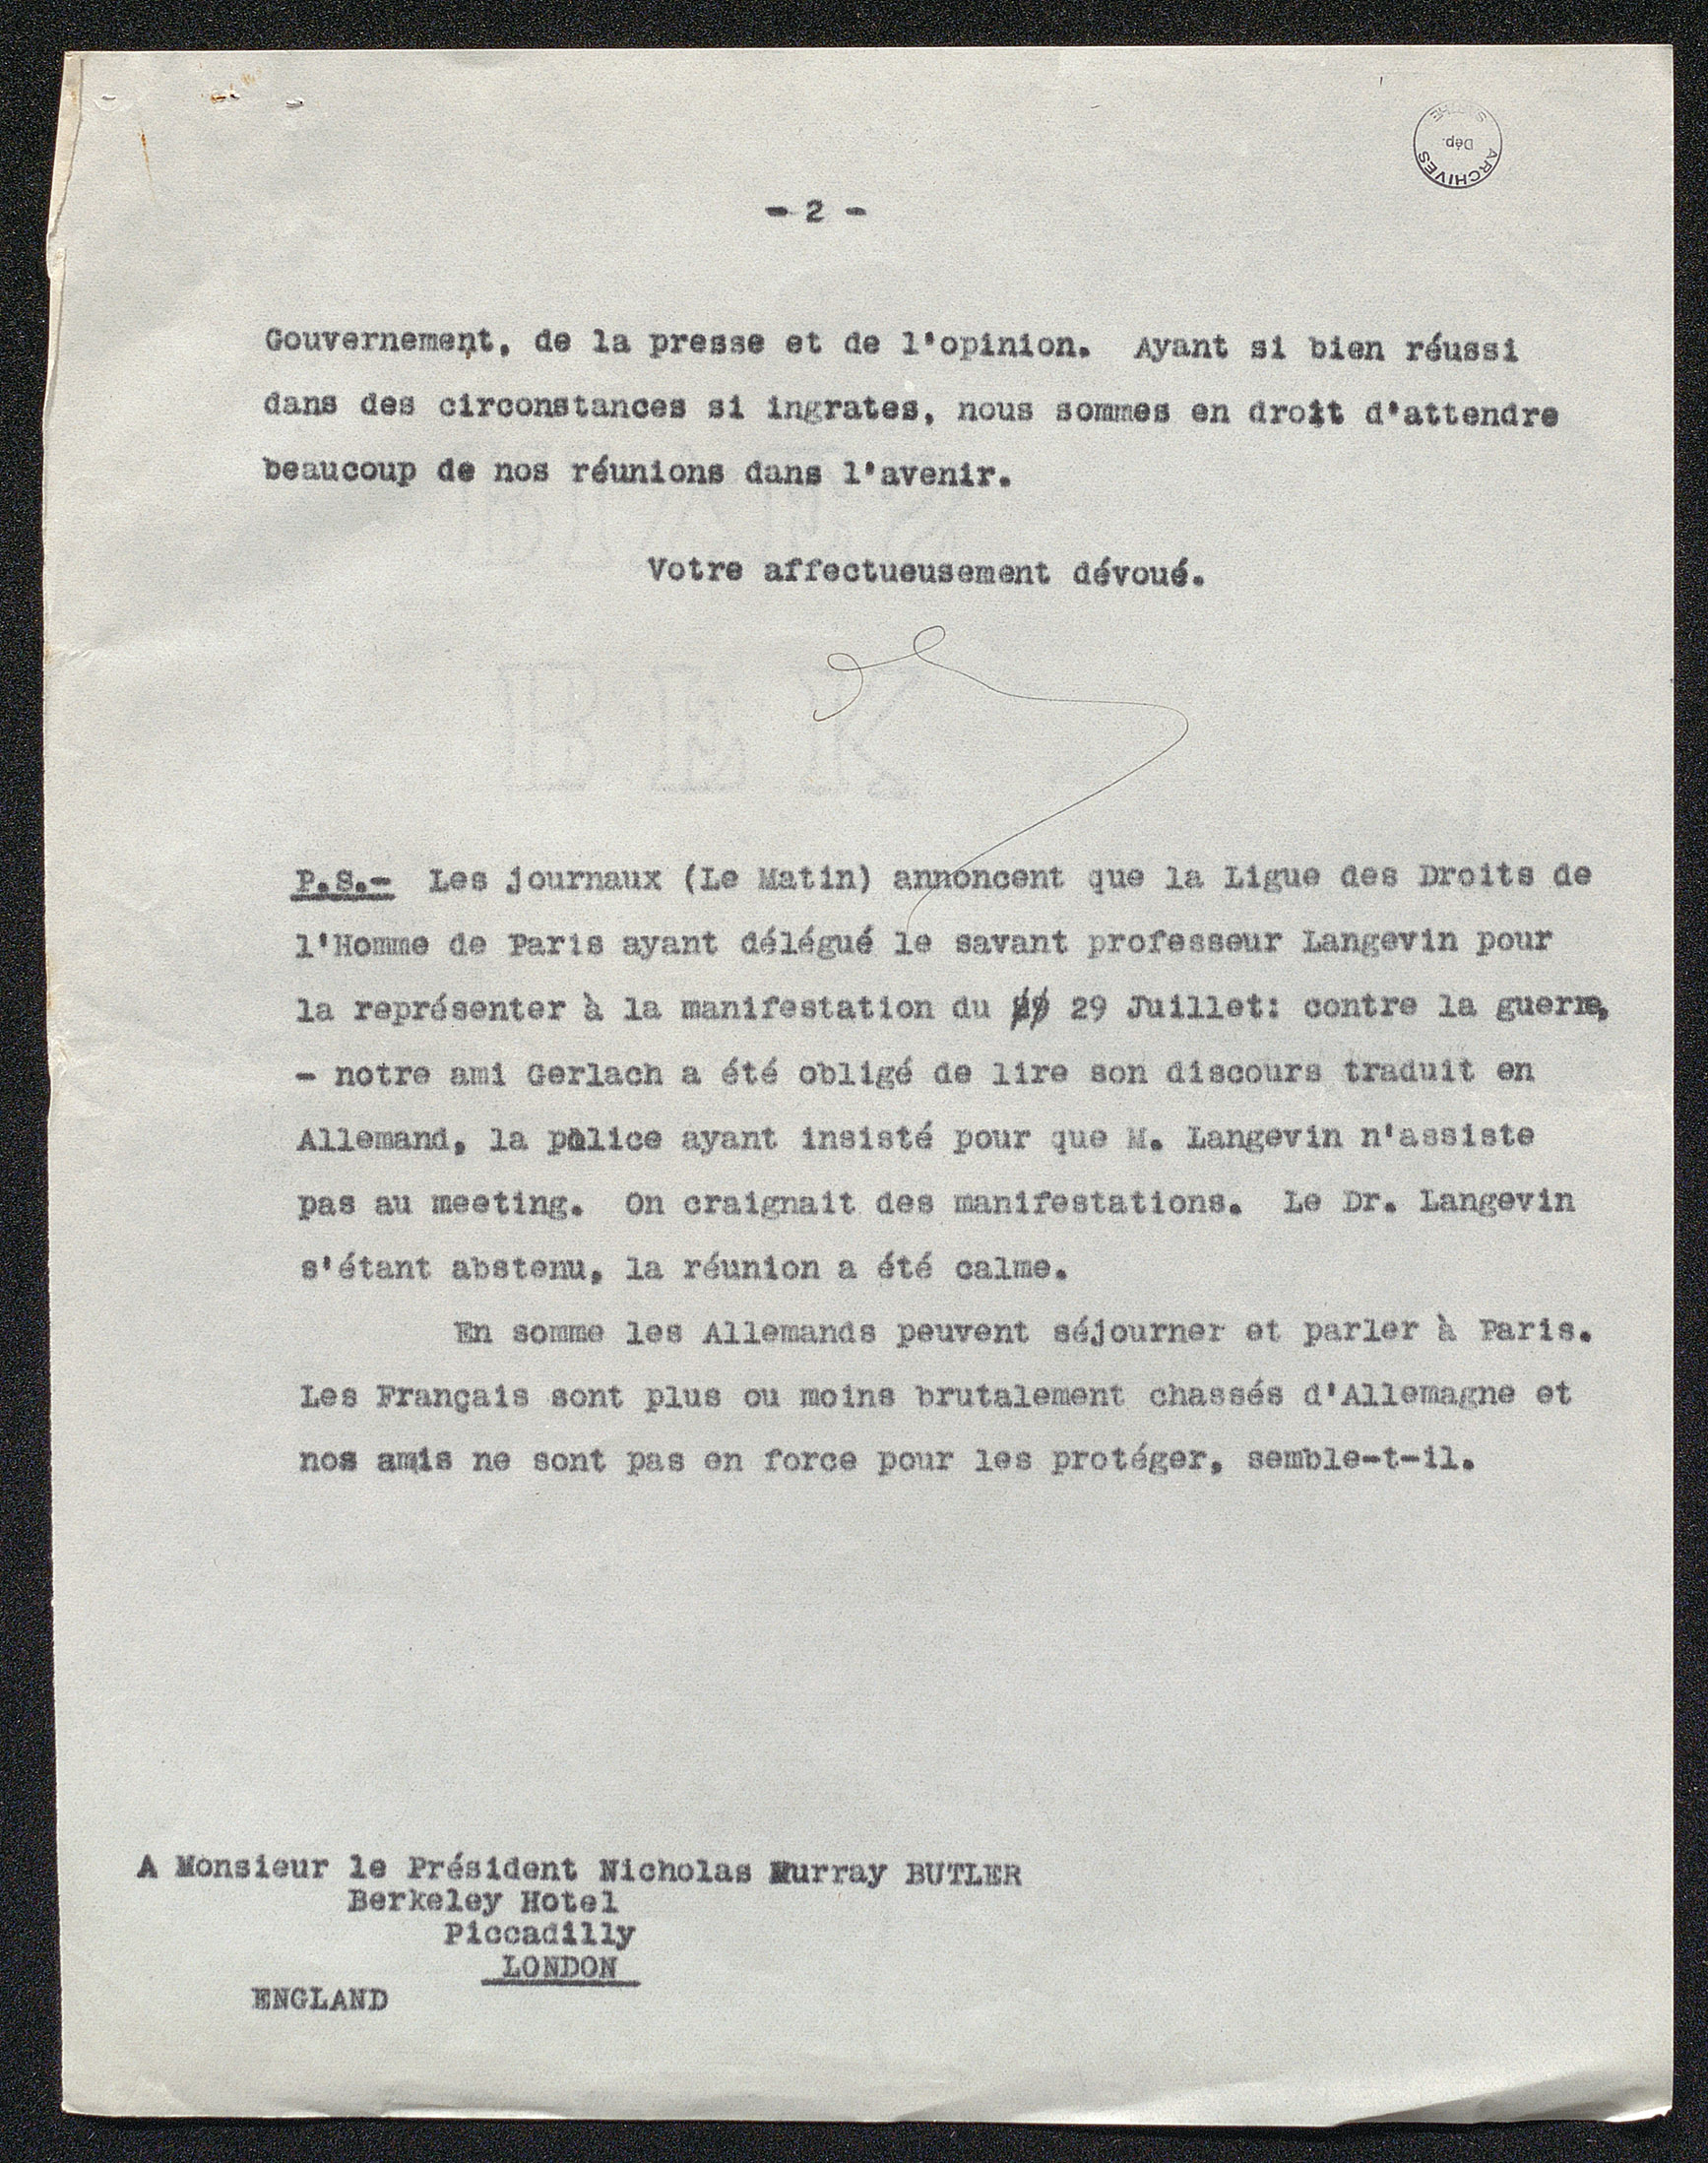 ARCHIVES
Dép.
- 2 -
Gouvernement, de la presse et de l'opinion. Ayant si bien réussi
dans des circonstances si ingrates, nous sommes en droit d'attendre
beaucoup de nos réunions dans l'avenir.
Votre affectueusement dévoué.
P.S.- Les journaux (Le Matin) annoncent que la Ligue des Droits de
l'Homme de Paris ayant délégué le savant professeur Langevin pour
la représenter à la manifestation du 29 Juillet: contre la guerre,
- notre ami Gerlach a été obligé de lire son discours traduit en
Allemand, la police ayant insisté pour que M. Langevin n'assiste
pas au meeting. On craignait des manifestations. Le Dr. Langevin
s'étant abstenu, la réunion a été calme.
En somme les Allemands peuvent séjourner et parler à Paris.
Les Français sont plus ou moins brutalement chassés d'Allemagne et
nos amis ne sont pas en force pour les protéger, semble-t-il.
A Monsieur le Président Nicholas Murray BUTLER
Berkeley Hotel
Piccadilly
LONDON
ENGLAND